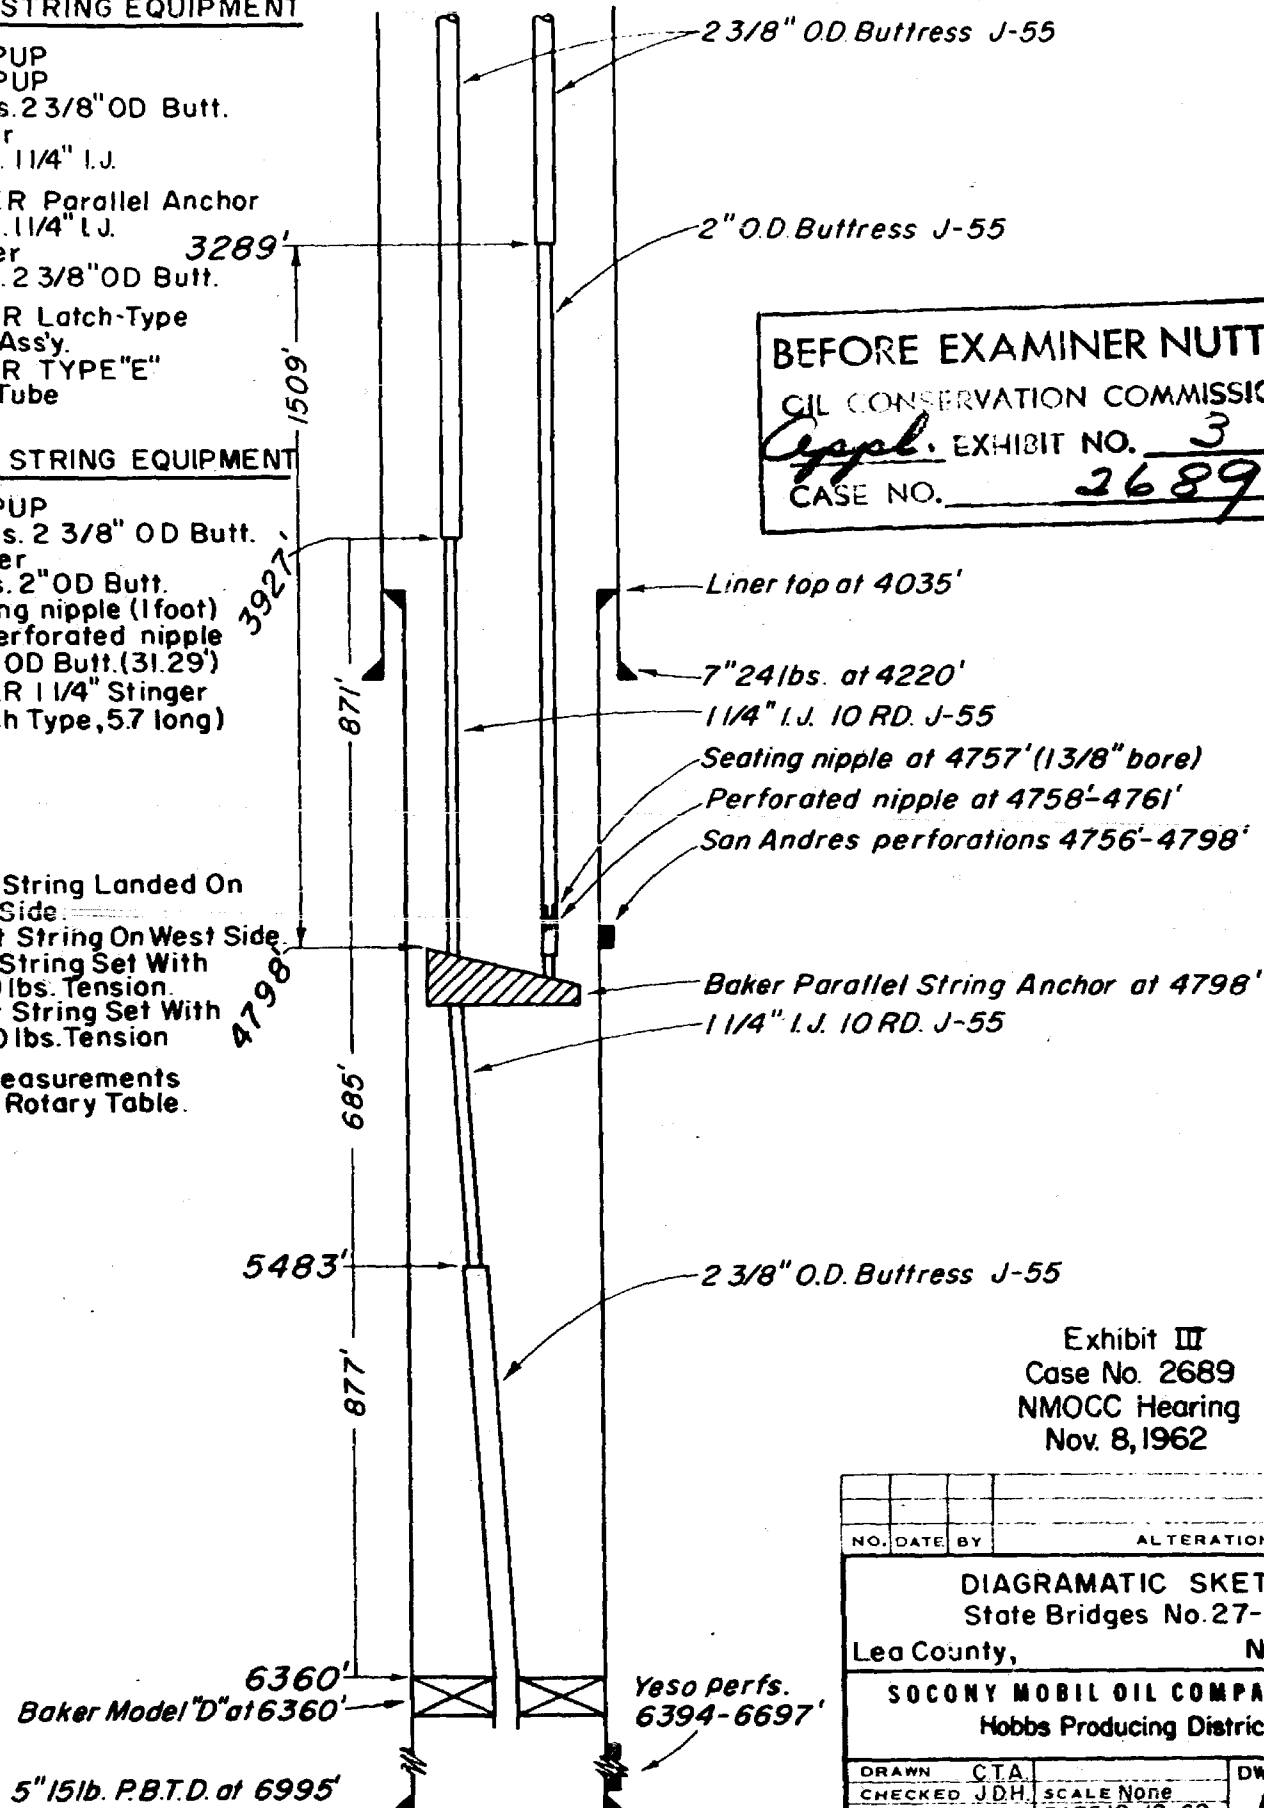 STRING EQUIPMENT
PUP
PUP
s. 2 3/8" OD Butt.
r
. 1 1/4" I.J.
R Parallel Anchor
. 1 1/4" I.J.
er
. 2 3/8" OD Butt.
R Latch-Type
Ass'y.
R TYPE "E"
Tube
STRING EQUIPMENT
PUP
s. 2 3/8" OD Butt.
er
s. 2" OD Butt.
ng nipple (1 foot)
erforated nipple
OD Butt. (31.29')
R 1 1/4" Stinger
h Type, 5.7 long)
String Landed On
Side.
t String On West Side.
String Set With
lbs. Tension.
t String Set With
0 lbs. Tension
easurements
Rotary Table.
2 3/8" O.D. Buttress J-55
3289'
2" O.D. Buttress J-55
1509'
BEFORE EXAMINER NUTT
OIL CONSERVATION COMMISSIO
Appl. EXHIBIT NO. 3
CASE NO. 2689
3927'
Liner top at 4035'
7" 24 lbs. at 4220'
871'
1 1/4" I.J. 10 RD. J-55
Seating nipple at 4757' (1 3/8" bore)
Perforated nipple at 4758'-4761'
San Andres perforations 4756'-4798'
4798'
Baker Parallel String Anchor at 4798'
1 1/4" I.J. 10 RD. J-55
685'
5483'
2 3/8" O.D. Buttress J-55
877'
Exhibit III
Case No. 2689
NMOCC Hearing
Nov. 8, 1962
6360'
Baker Model "D" at 6360'
Yeso perfs.
6394-6697'
5" 15 lb. P.B.T.D. at 6995'
NO. DATE BY ALTERATION
DIAGRAMATIC SKET
State Bridges No. 27-
Lea County, N
SOCONY MOBIL OIL COMPA
Hobbs Producing Distric
DRAWN C.T.A. DW
CHECKED J.D.H. SCALE None